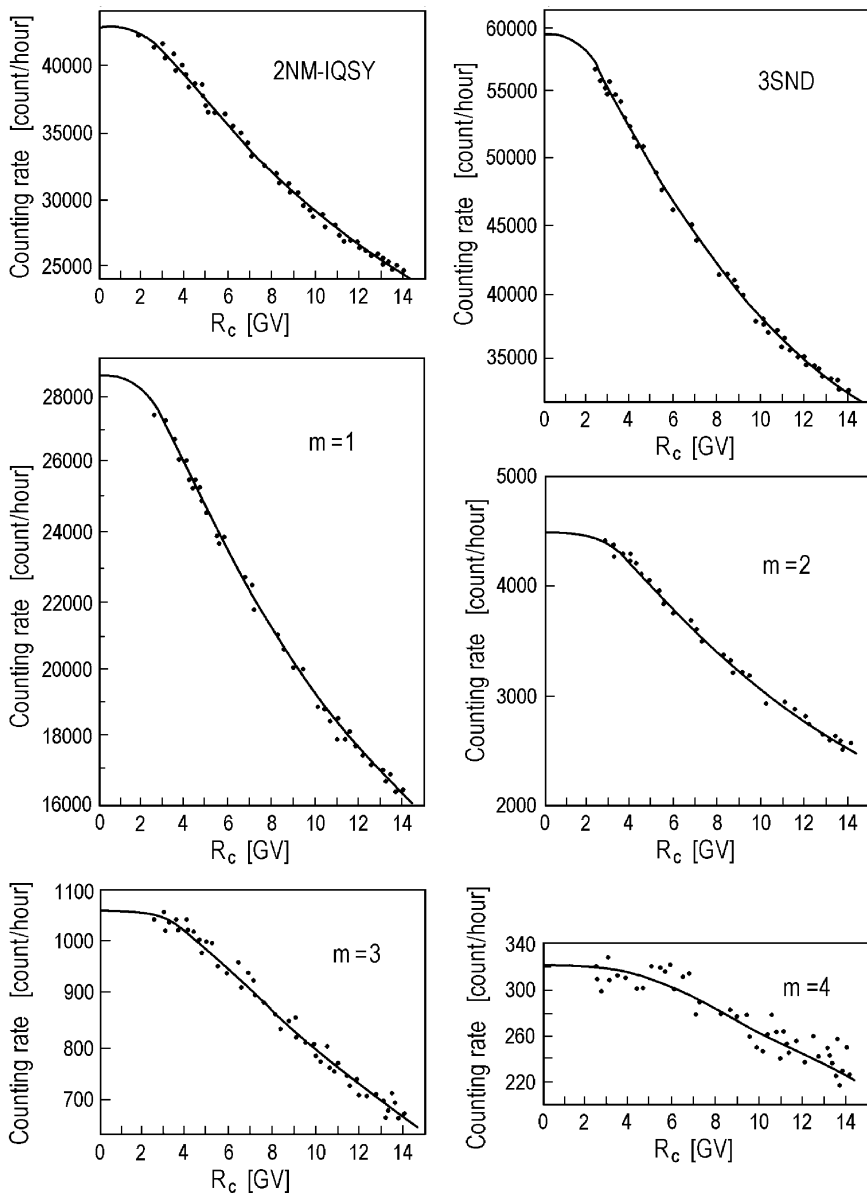 2NM-IQSY
Counting rate [count/hour]
40000
35000
30000
25000
0 2 4 6 8 10 12 14
R_c [GV]
3SND
Counting rate [count/hour]
60000
55000
50000
45000
40000
35000
0 2 4 6 8 10 12 14
R_c [GV]
m=1
Counting rate [count/hour]
28000
26000
24000
22000
20000
18000
16000
0 2 4 6 8 10 12 14
R_c [GV]
m=2
Counting rate [count/hour]
5000
4000
3000
2000
0 2 4 6 8 10 12 14
R_c [GV]
m=3
Counting rate [count/hour]
1100
1000
900
800
700
0 2 4 6 8 10 12 14
R_c [GV]
m=4
Counting rate [count/hour]
340
300
260
220
0 2 4 6 8 10 12 14
R_c [GV]